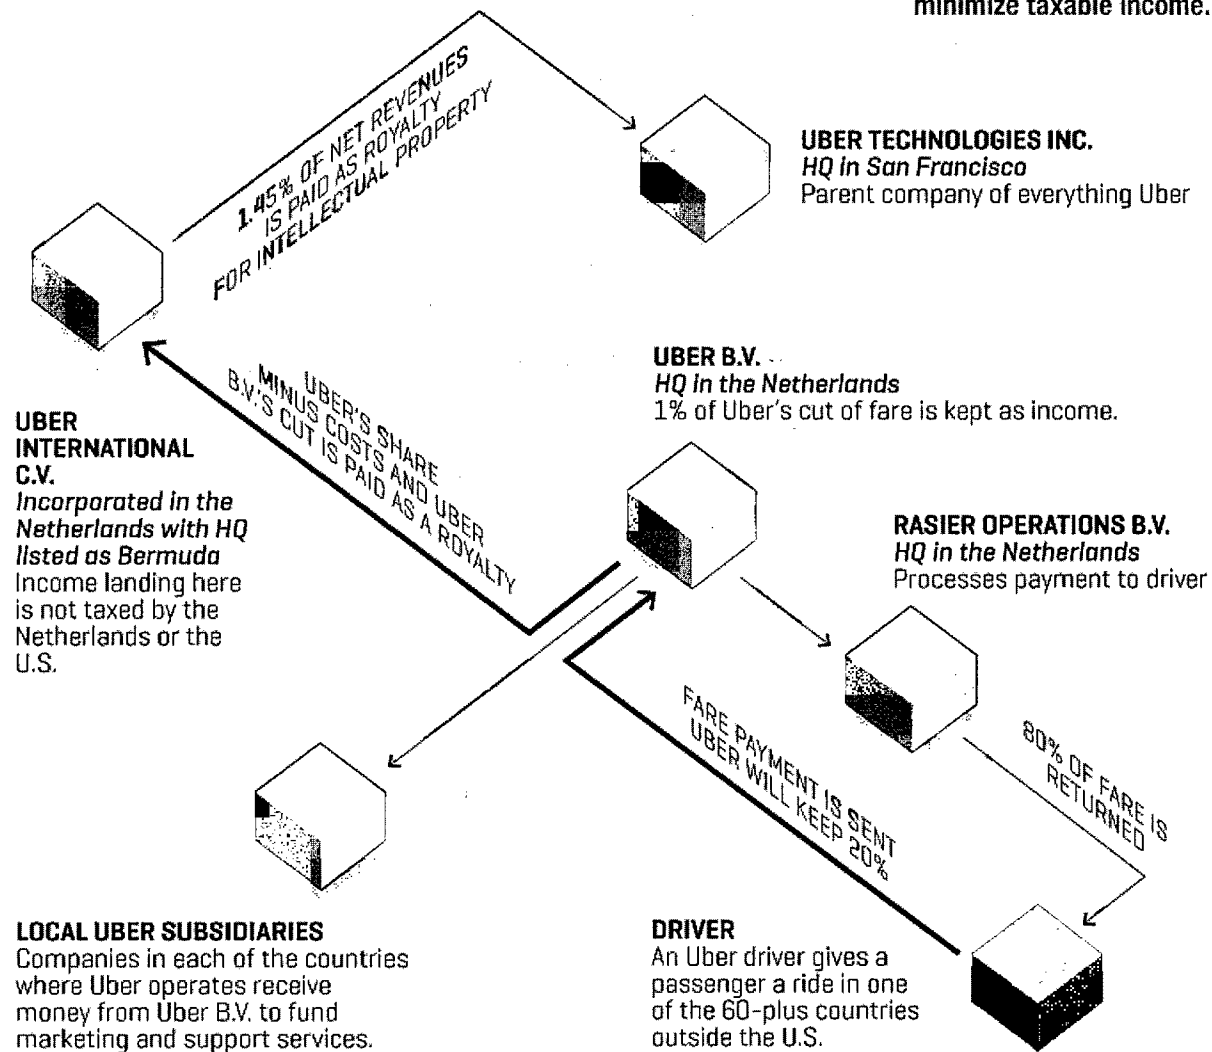 minimize taxable income.
1.45% OF NET REVENUES
IS PAID AS ROYALTY
FOR INTELLECTUAL PROPERTY
UBER TECHNOLOGIES INC.
HQ in San Francisco
Parent company of everything Uber
UBER B.V.
HQ in the Netherlands
1% of Uber's cut of fare is kept as income.
UBER'S SHARE
MINUS COSTS AND UBER
B.V.'S CUT IS PAID AS A ROYALTY
UBER
INTERNATIONAL
C.V.
Incorporated in the
Netherlands with HQ
listed as Bermuda
Income landing here
is not taxed by the
Netherlands or the
U.S.
RASIER OPERATIONS B.V.
HQ in the Netherlands
Processes payment to driver
FARE PAYMENT IS SENT
UBER WILL KEEP 20%
80% OF FARE IS
RETURNED
LOCAL UBER SUBSIDIARIES
Companies in each of the countries
where Uber operates receive
money from Uber B.V. to fund
marketing and support services.
DRIVER
An Uber driver gives a
passenger a ride in one
of the 60-plus countries
outside the U.S.